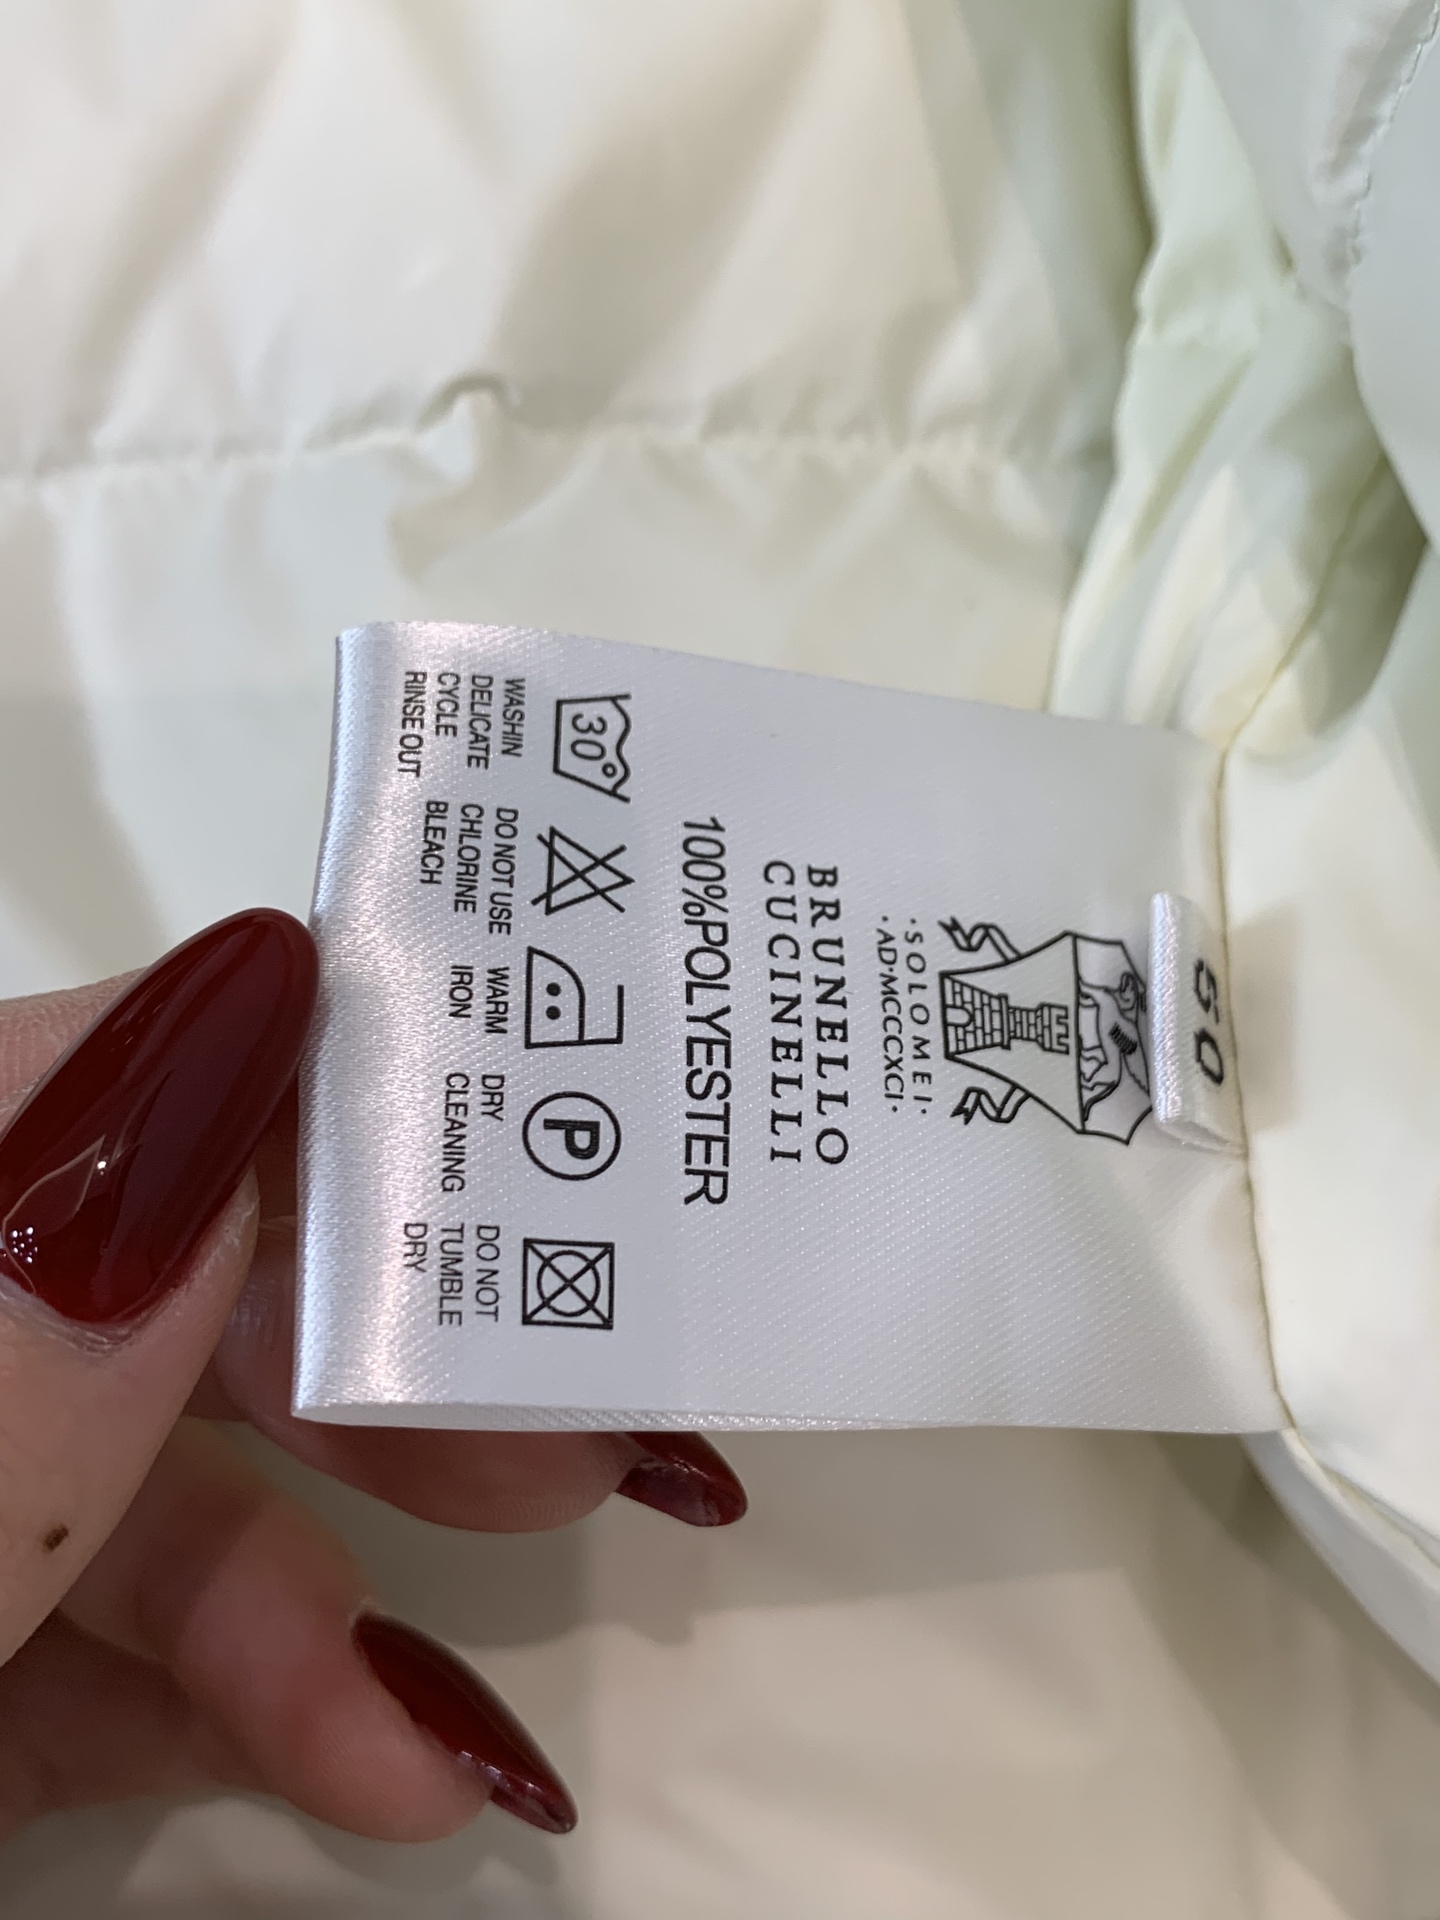 50
·SOLOMEI·
·AD·MCCCXCI·
BRUNELLO
CUCINELLI
100%POLYESTER
30°
P
WASHIN
DELICATE
CYCLE
RINSE OUT
DO NOT USE
CHLORINE
BLEACH
WARM
IRON
DRY
CLEANING
DO NOT
TUMBLE
DRY